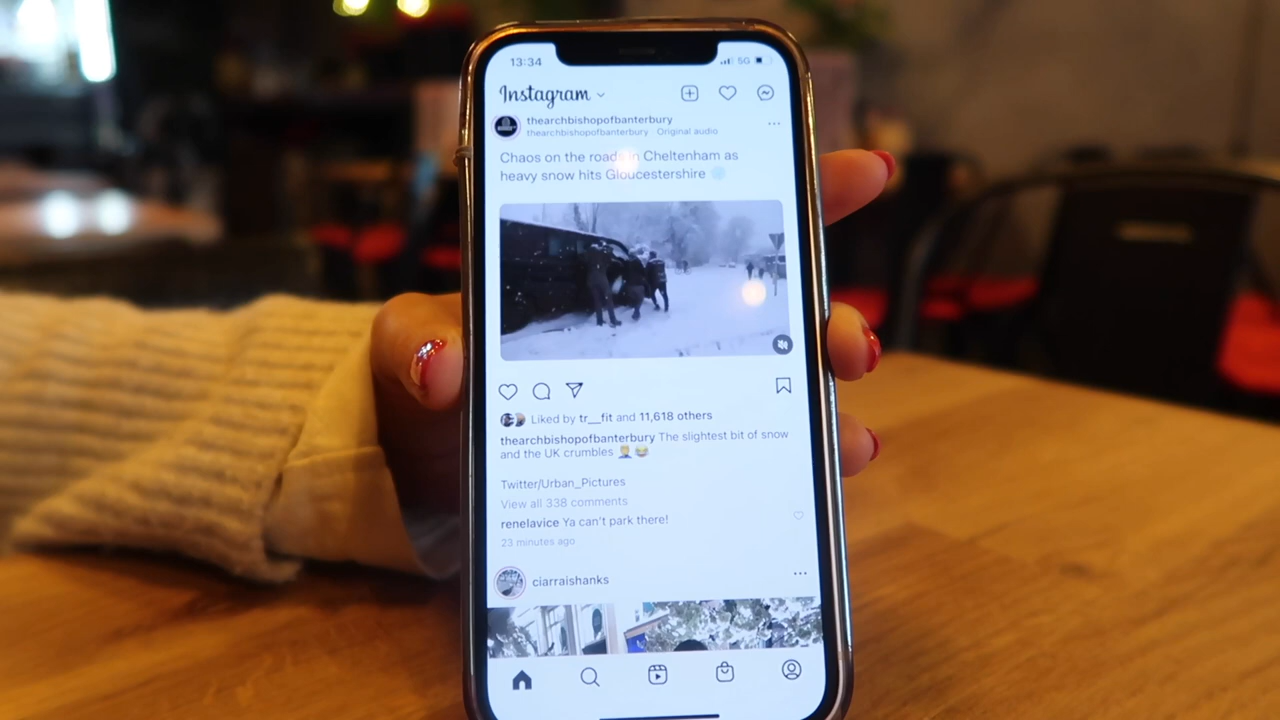 13:34
5G
Instagram
thearchbishopofbanterbury
thearchbishopofbanterbury · Original audio
Chaos on the roads in Cheltenham as
heavy snow hits Gloucestershire ❄️
Liked by tr__fit and 11,618 others
thearchbishopofbanterbury The slightest bit of snow
and the UK crumbles 🤦😂
Twitter/Urban_Pictures
View all 338 comments
renelavice Ya can't park there!
23 minutes ago
ciarraishanks